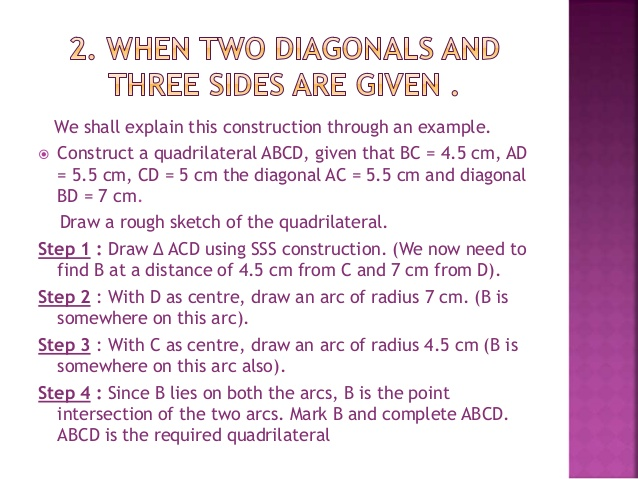 2. WHEN TWO DIAGONALS AND
THREE SIDES ARE GIVEN .
We shall explain this construction through an example.
Construct a quadrilateral ABCD, given that BC = 4.5 cm, AD
= 5.5 cm, CD = 5 cm the diagonal AC = 5.5 cm and diagonal
BD = 7 cm.
Draw a rough sketch of the quadrilateral.
Step 1 : Draw Δ ACD using SSS construction. (We now need to
find B at a distance of 4.5 cm from C and 7 cm from D).
Step 2 : With D as centre, draw an arc of radius 7 cm. (B is
somewhere on this arc).
Step 3 : With C as centre, draw an arc of radius 4.5 cm (B is
somewhere on this arc also).
Step 4 : Since B lies on both the arcs, B is the point
intersection of the two arcs. Mark B and complete ABCD.
ABCD is the required quadrilateral